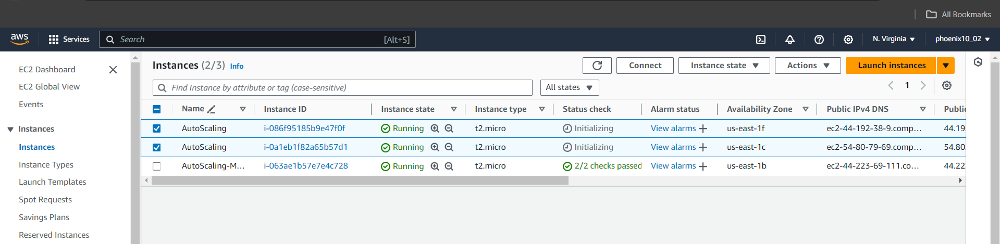 All Bookmarks
aws Services Search [Alt+S] N. Virginia phoenix10_02
EC2 Dashboard
EC2 Global View
Events
Instances
Instances
Instance Types
Launch Templates
Spot Requests
Savings Plans
Reserved Instances
Instances (2/3) Info Connect Instance state Actions Launch instances
Find Instance by attribute or tag (case-sensitive) All states 1
Name Instance ID Instance state Instance type Status check Alarm status Availability Zone Public IPv4 DNS Public
AutoScaling i-086f95185b9e47f0f Running t2.micro Initializing View alarms us-east-1f ec2-44-192-38-9.comp... 44.192
AutoScaling i-0a1eb1f82a65b57d1 Running t2.micro Initializing View alarms us-east-1c ec2-54-80-79-69.comp... 54.80.
AutoScaling-M... i-063ae1b57e7e4c728 Running t2.micro 2/2 checks passed View alarms us-east-1b ec2-44-223-69-111.co... 44.223